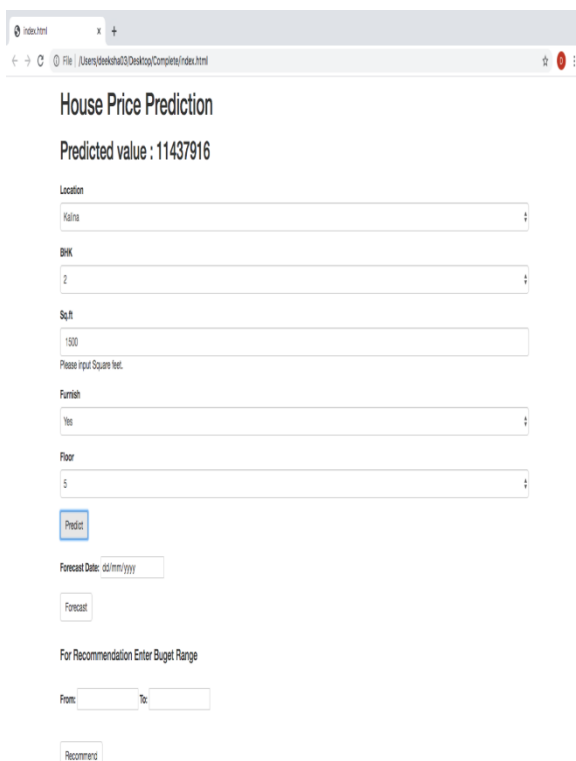 index.html x +
File | /Users/deeksha03/Desktop/Complete/index.html D
House Price Prediction
Predicted value : 11437916
Location
Kalina
BHK
2
Sq.ft
1500
Please input Square feet.
Furnish
Yes
Floor
5
Predict
Forecast Date: dd/mm/yyyy
Forecast
For Recommendation Enter Buget Range
From: To:
Recommend